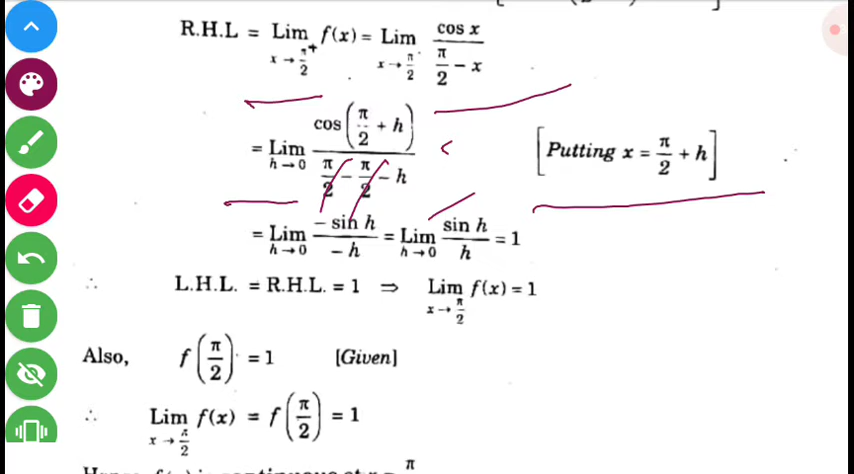 R.H.L = Lim x→π/2⁺ f(x) = Lim x→π/2 cos x / (π/2 − x)
= Lim h→0 cos(π/2 + h) / (π/2 − π/2 − h) [Putting x = π/2 + h]
= Lim h→0 − sin h / − h = Lim h→0 sin h / h = 1
∴ L.H.L. = R.H.L. = 1 ⇒ Lim x→π/2 f(x) = 1
Also, f(π/2) = 1 [Given]
∴ Lim x→π/2 f(x) = f(π/2) = 1